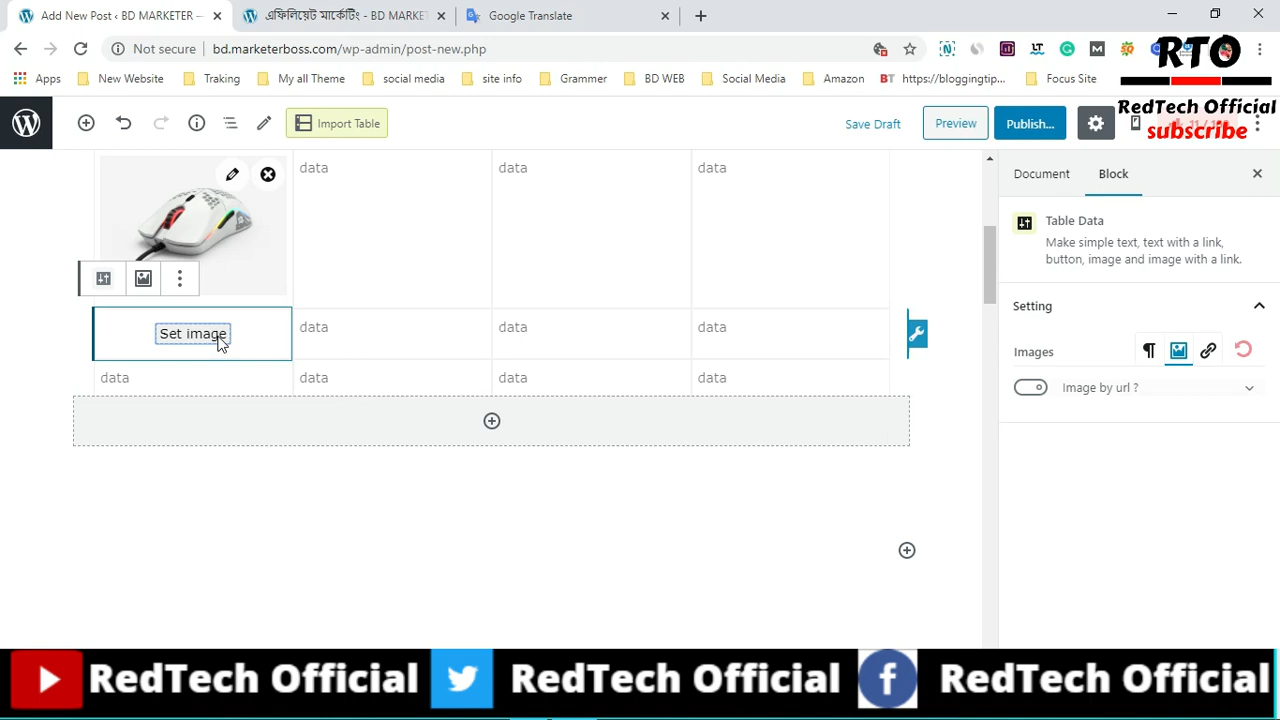 Add New Post ‹ BD MARKETER —
এফিলিয়েট মার্কেটিং - BD MARKET
Google Translate
Not secure
bd.marketerboss.com/wp-admin/post-new.php
Apps
New Website
Traking
My all Theme
social media
site info
Grammer
BD WEB
Social Media
Amazon
BT https://bloggingtip...
Focus Site
RTO
RedTech Official
subscribe
Import Table
Save Draft
Preview
Publish...
data
data
data
Set image
data
data
data
data
data
data
data
Document
Block
Table Data
Make simple text, text with a link,
button, image and image with a link.
Setting
Images
Image by url ?
RedTech Official
RedTech Official
RedTech Official